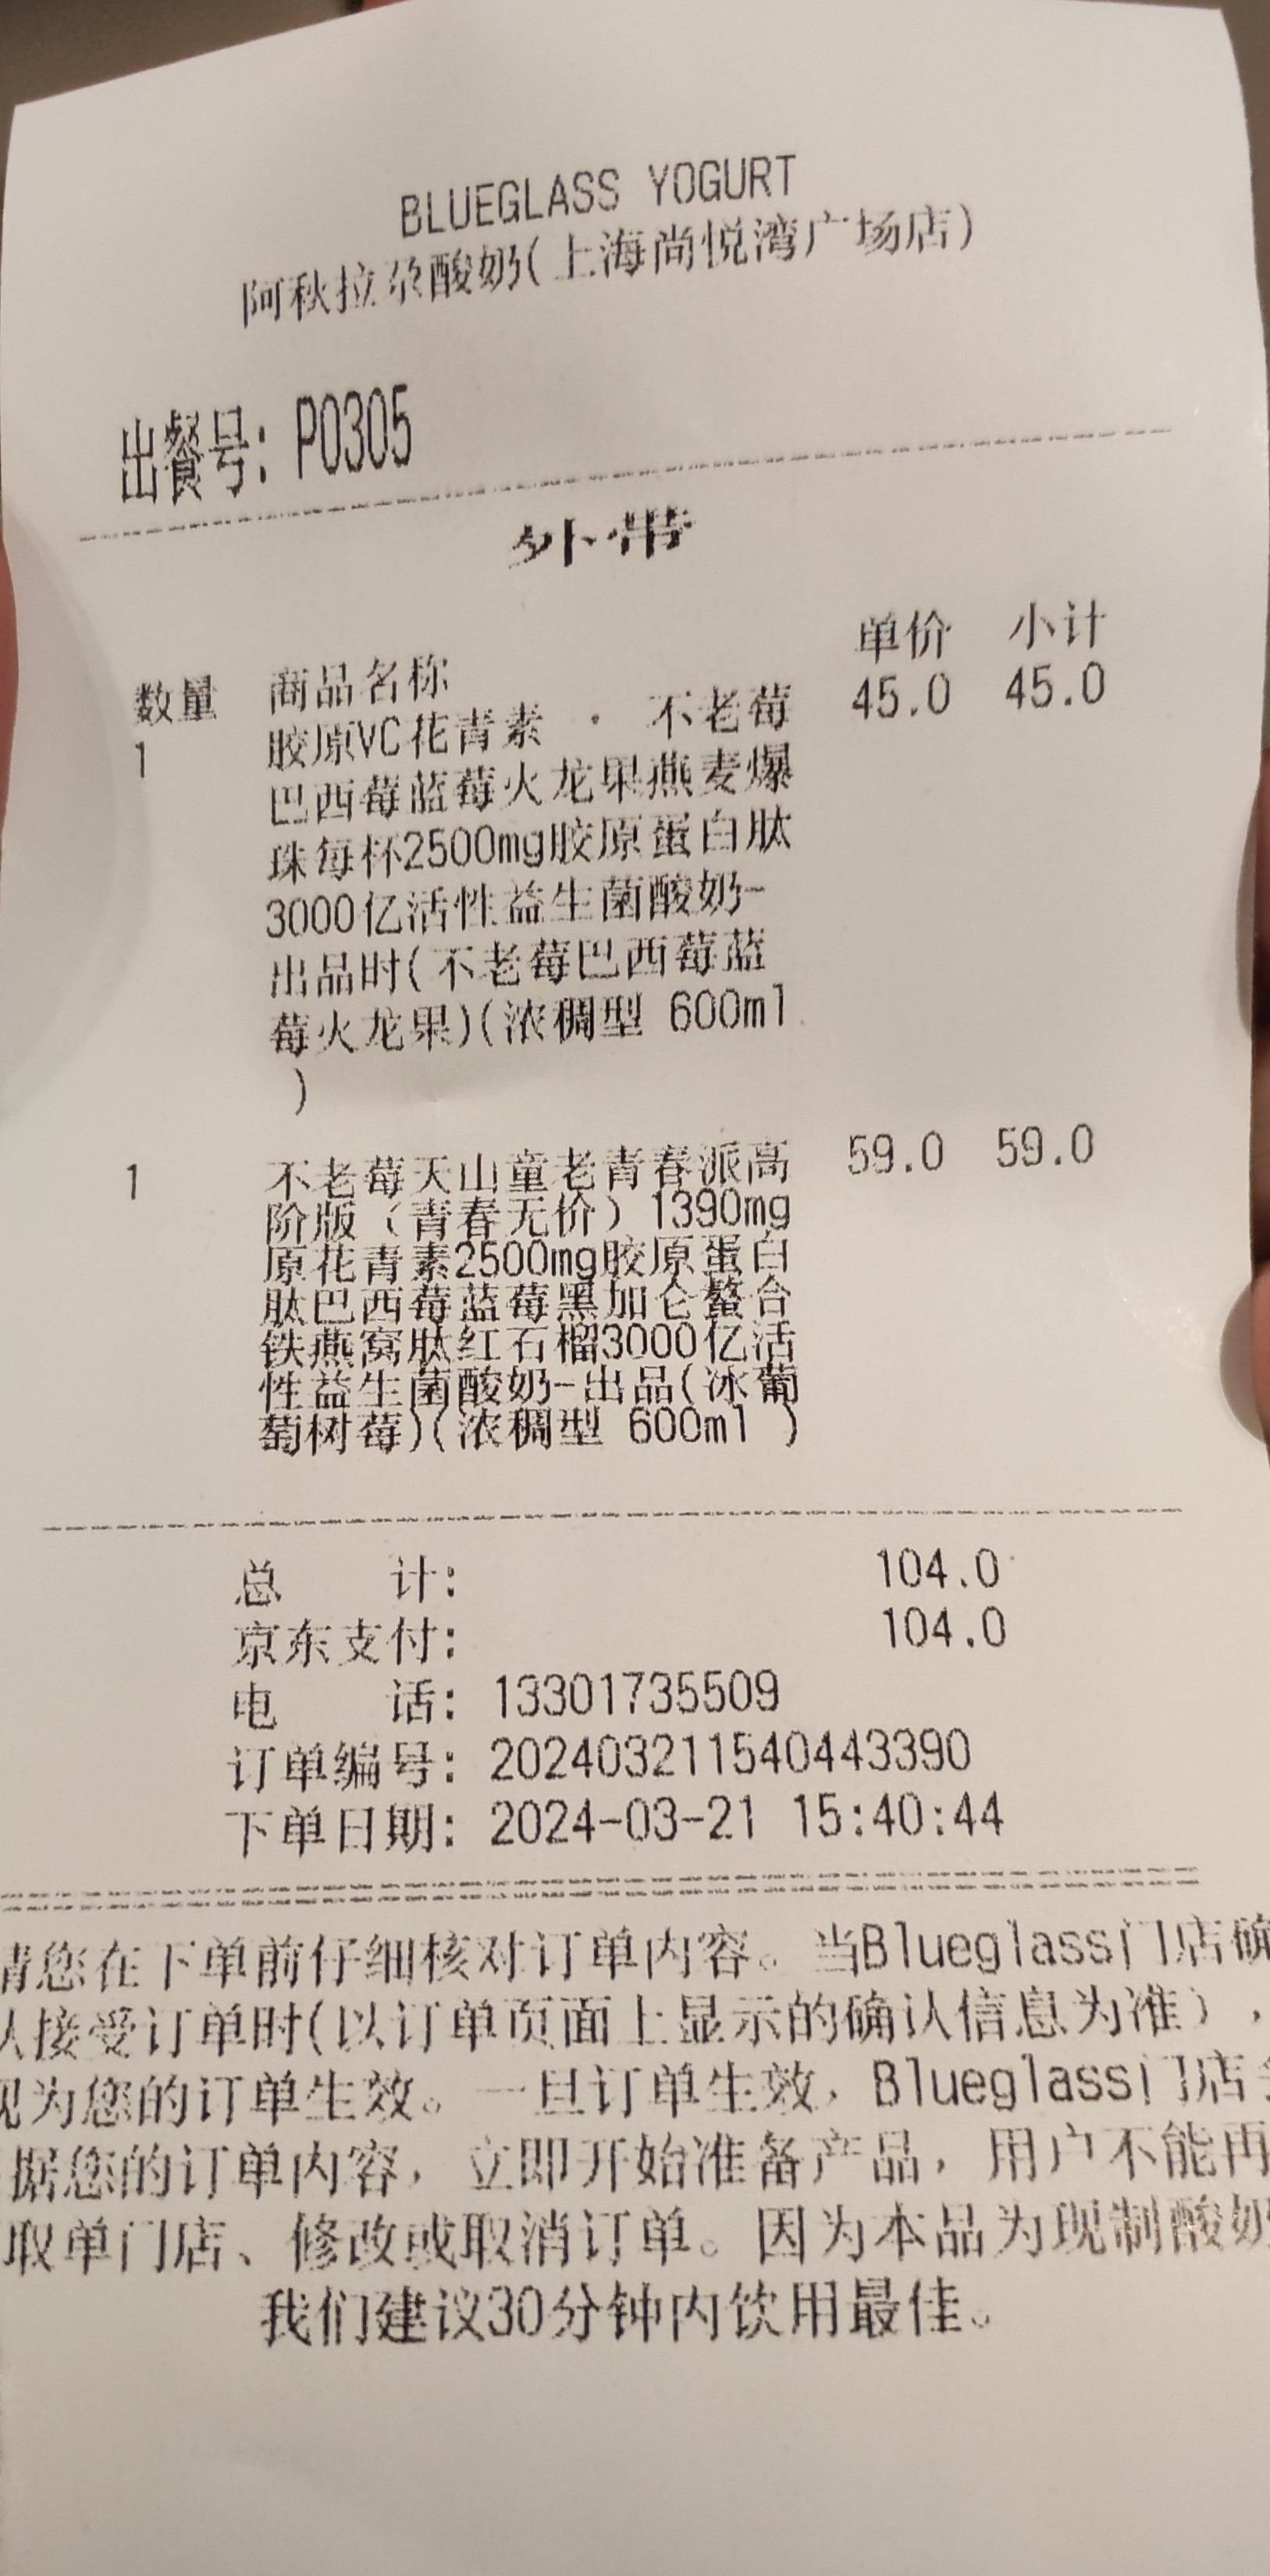 BLUEGLASS YOGURT
阿秋拉尕酸奶(上海尚悦湾广场店)
出餐号: P0305
外带
单价 小计
数量 商品名称
1 胶原VC花青素 · 不老莓 45.0 45.0
巴西莓蓝莓火龙果燕麦爆
珠每杯2500mg胶原蛋白肽
3000亿活性益生菌酸奶-
出品时(不老莓巴西莓蓝
莓火龙果)(浓稠型 600ml
)
1 不老莓天山童老青春派高 59.0 59.0
阶版（青春无价）1390mg
原花青素2500mg胶原蛋白
肽巴西莓蓝莓黑加仑螯合
铁燕窝肽红石榴3000亿活
性益生菌酸奶-出品(冰葡
萄树莓)(浓稠型 600ml )
总 计: 104.0
京东支付: 104.0
电 话: 13301735509
订单编号: 202403211540443390
下单日期: 2024-03-21 15:40:44
请您在下单前仔细核对订单内容。当Blueglass门店确
认接受订单时(以订单页面上显示的确认信息为准），
视为您的订单生效。一旦订单生效，Blueglass门店
据您的订单内容，立即开始准备产品，用户不能再
取单门店、修改或取消订单。因为本品为现制酸奶
我们建议30分钟内饮用最佳。